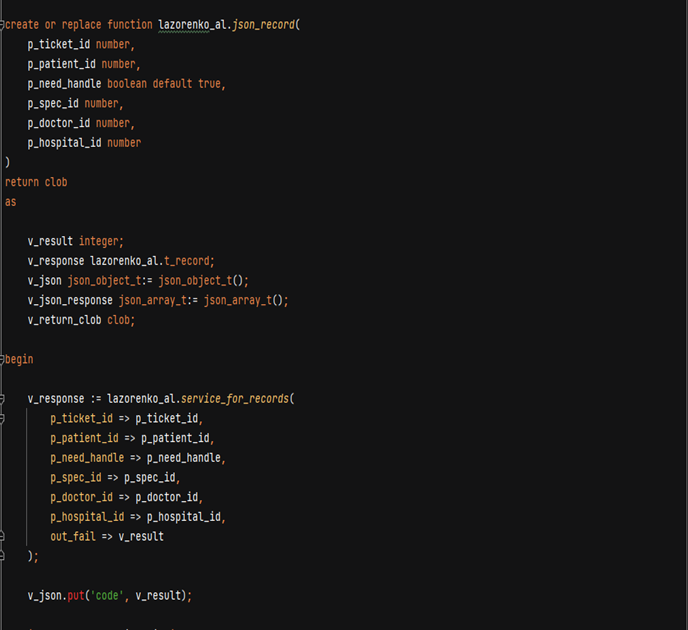 create or replace function lazorenko_al.json_record(
    p_ticket_id number,
    p_patient_id number,
    p_need_handle boolean default true,
    p_spec_id number,
    p_doctor_id number,
    p_hospital_id number
)
return clob
as
    v_result integer;
    v_response lazorenko_al.t_record;
    v_json json_object_t:= json_object_t();
    v_json_response json_array_t:= json_array_t();
    v_return_clob clob;
begin
    v_response := lazorenko_al.service_for_records(
        p_ticket_id => p_ticket_id,
        p_patient_id => p_patient_id,
        p_need_handle => p_need_handle,
        p_spec_id => p_spec_id,
        p_doctor_id => p_doctor_id,
        p_hospital_id => p_hospital_id,
        out_fail => v_result
    );
    v_json.put('code', v_result);